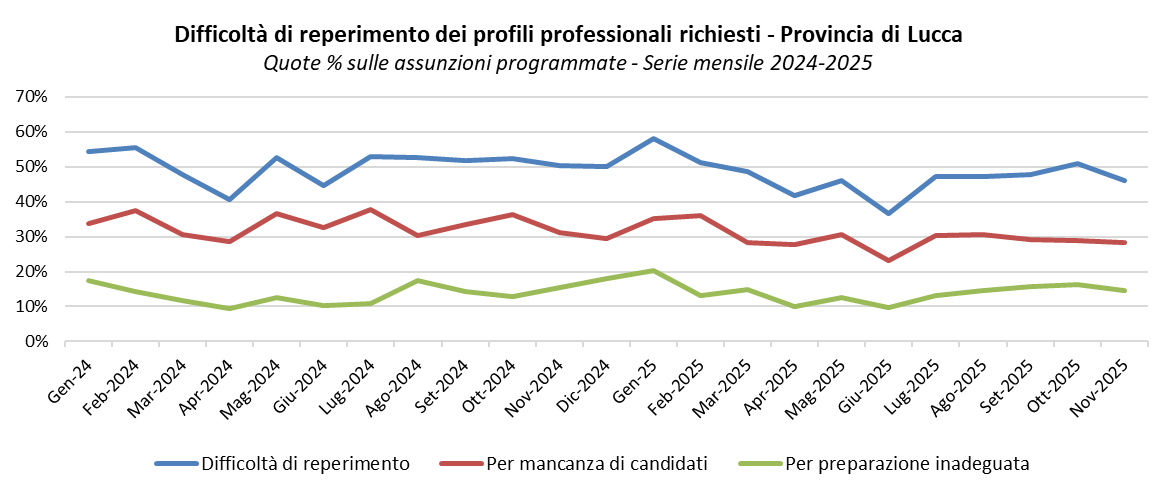 Difficoltà di reperimento dei profili professionali richiesti - Provincia di Lucca
Quote % sulle assunzioni programmate - Serie mensile 2024-2025
70%
60%
50%
40%
30%
20%
10%
0%
Gen-24
Feb-2024
Mar-2024
Apr-2024
Mag-2024
Giu-2024
Lug-2024
Ago-2024
Set-2024
Ott-2024
Nov-2024
Dic-2024
Gen-25
Feb-2025
Mar-2025
Apr-2025
Mag-2025
Giu-2025
Lug-2025
Ago-2025
Set-2025
Ott-2025
Nov-2025
Difficoltà di reperimento
Per mancanza di candidati
Per preparazione inadeguata